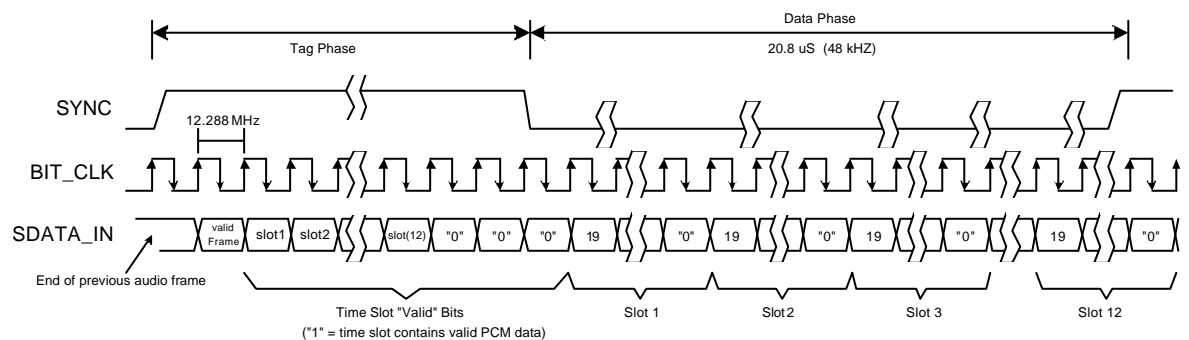 Data Phase
Tag Phase
20.8 uS (48 kHZ)
SYNC
12.288 MHz
BIT_CLK
SDATA_IN
valid
Frame
slot1
slot2
slot(12)
"0"
"0"
"0"
19
"0"
19
"0"
19
"0"
19
"0"
End of previous audio frame
Time Slot "Valid" Bits
("1" = time slot contains valid PCM data)
Slot 1
Slot2
Slot 3
Slot 12